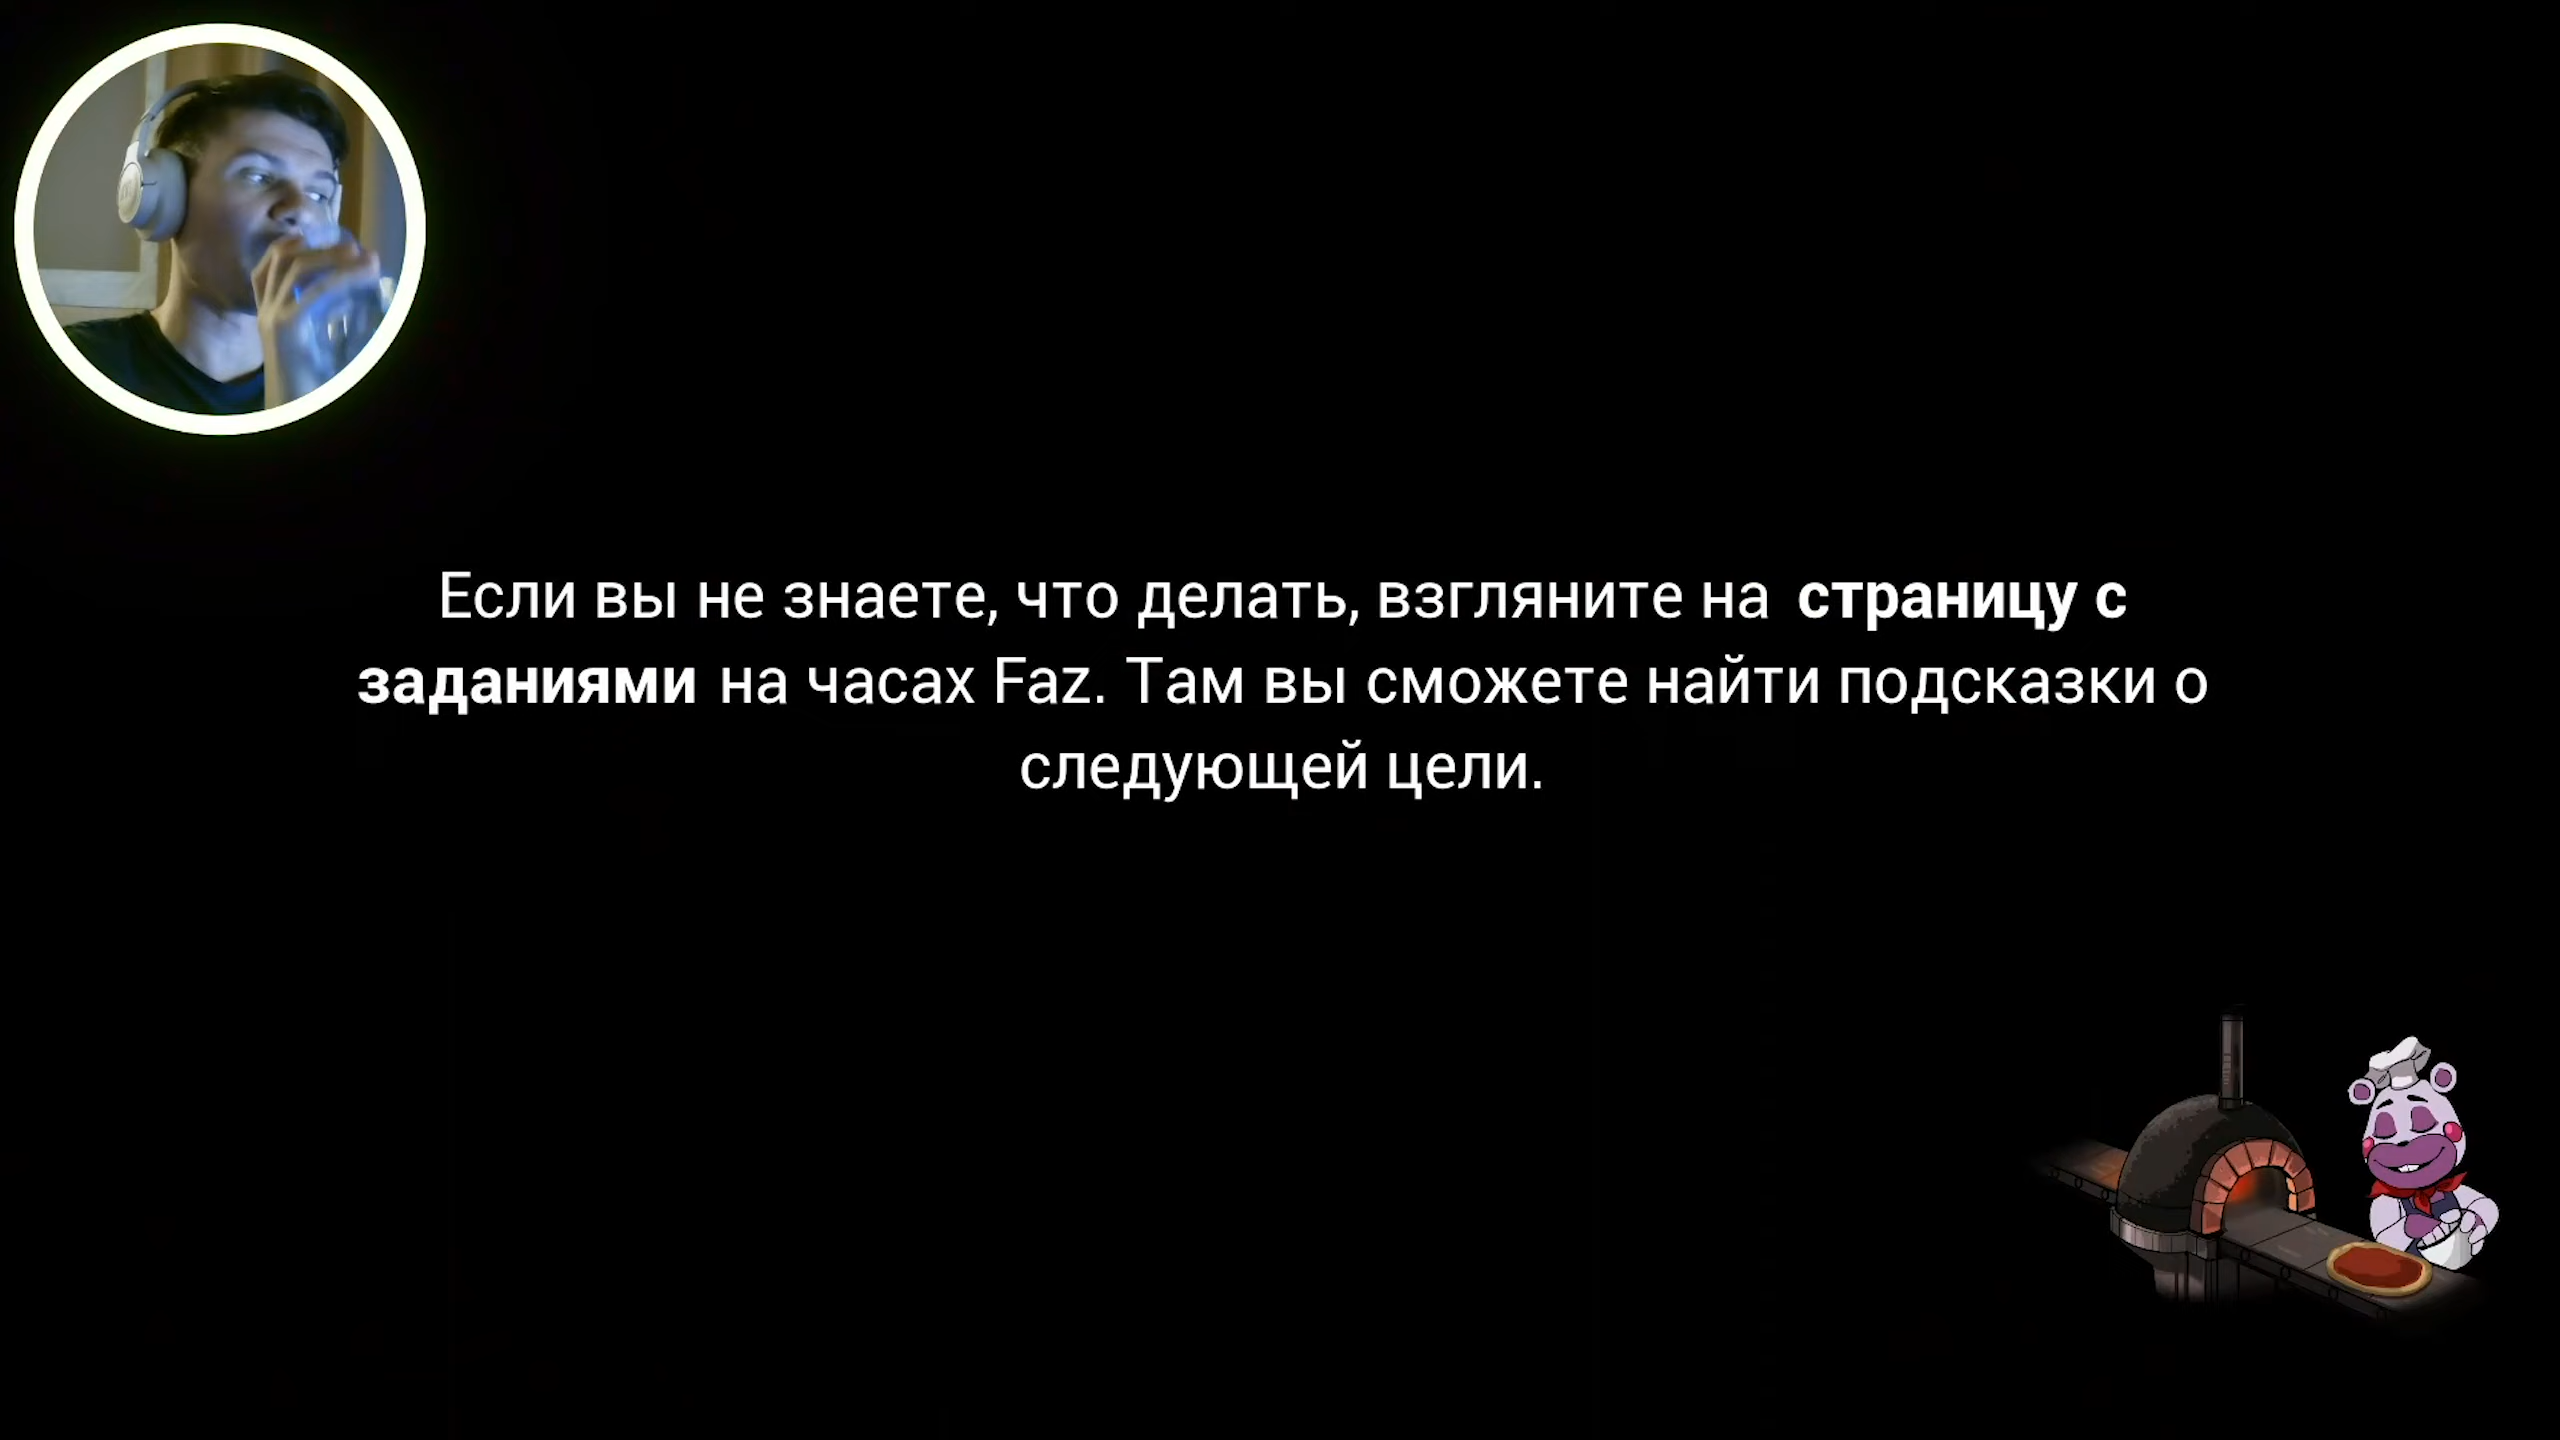 Если вы не знаете, что делать, взгляните на страницу с
заданиями на часах Faz. Там вы сможете найти подсказки о
следующей цели.